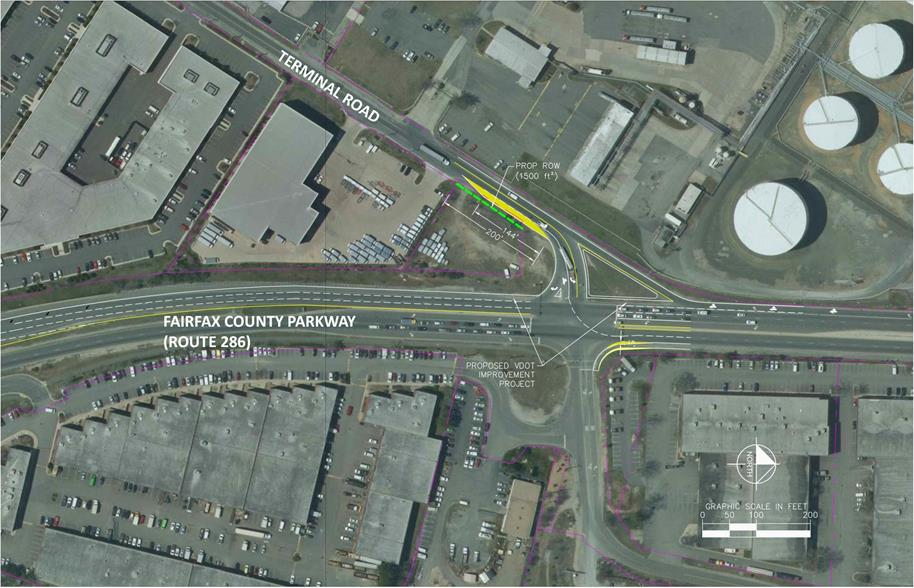 TERMINAL ROAD
PROP ROW
(1500 ft²)
144'
200'
FAIRFAX COUNTY PARKWAY
(ROUTE 286)
PROPOSED VDOT
IMPROVEMENT
PROJECT
NORTH
GRAPHIC SCALE IN FEET
0 50 100 200